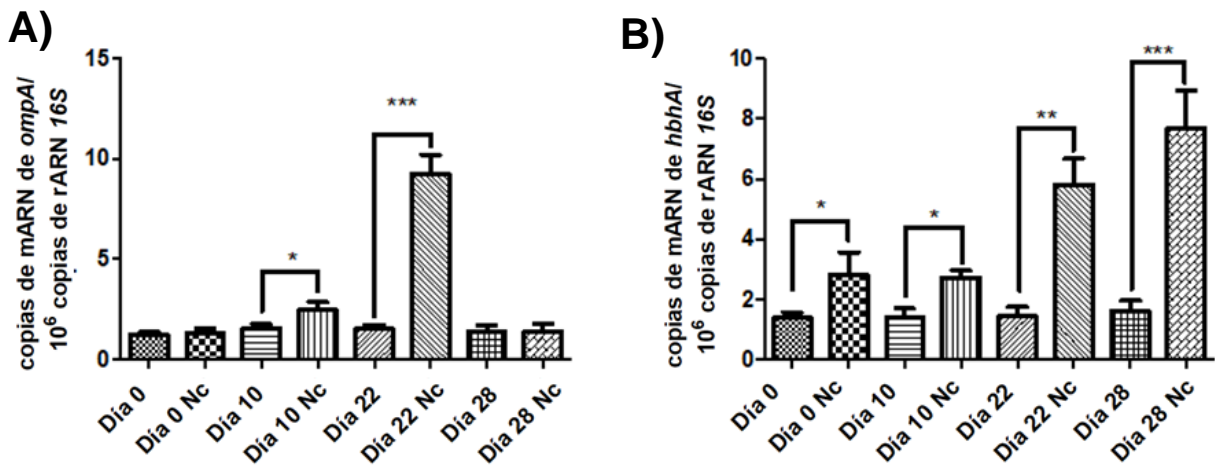 A)
copias de mARN de ompA/
10⁶ copias de rARN 16S
15
10
5
0
*
***
Día 0
Día 0 Nc
Día 10
Día 10 Nc
Día 22
Día 22 Nc
Día 28
Día 28 Nc
B)
copias de mARN de hbhA/
10⁶ copias de rARN 16S
10
8
6
4
2
0
*
*
**
***
Día 0
Día 0 Nc
Día 10
Día 10 Nc
Día 22
Día 22 Nc
Día 28
Día 28 Nc